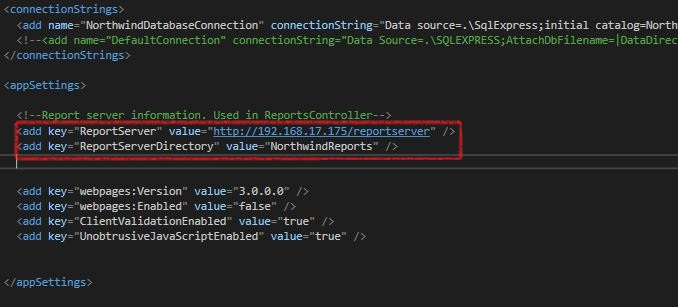 <connectionStrings>
<add name="NorthwindDatabaseConnection" connectionString="Data source=.\SqlExpress;initial catalog=North
<!--<add name="DefaultConnection" connectionString="Data Source=.\SQLEXPRESS;AttachDbFilename=|DataDirec
</connectionStrings>
<appSettings>
<!--Report server information. Used in ReportsController-->
<add key="ReportServer" value="http://192.168.17.175/reportserver" />
<add key="ReportServerDirectory" value="NorthwindReports" />
<add key="webpages:Version" value="3.0.0.0" />
<add key="webpages:Enabled" value="false" />
<add key="ClientValidationEnabled" value="true" />
<add key="UnobtrusiveJavaScriptEnabled" value="true" />
</appSettings>